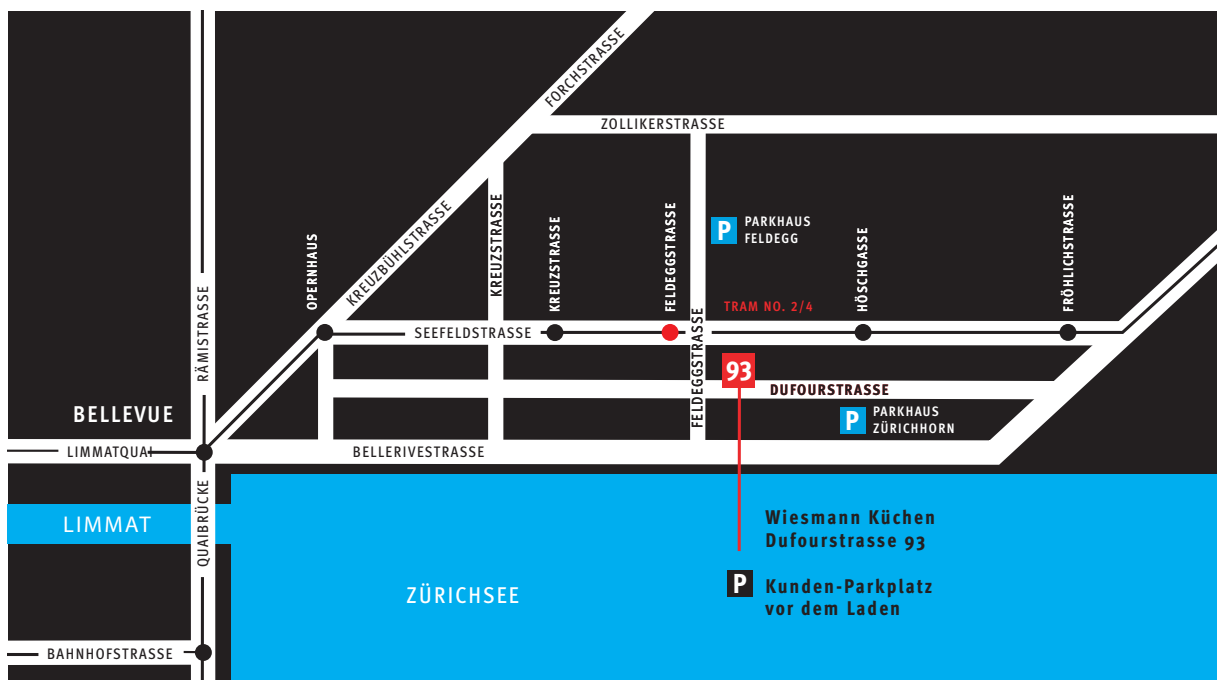 FORCHSTRASSE
ZOLLIKERSTRASSE
KREUZBÜHLSTRASSE
KREUZSTRASSE
OPERNHAUS
KREUZSTRASSE
FELDEGGSTRASSE
P PARKHAUS
FELDEGG
HÖSCHGASSE
FRÖHLICHSTRASSE
TRAM NO. 2/4
SEEFELDSTRASSE
RÄMISTRASSE
FELDEGGSTRASSE
93
DUFOURSTRASSE
BELLEVUE
P PARKHAUS
ZÜRICHHORN
LIMMATQUAI
BELLERIVESTRASSE
LIMMAT
QUAIBRÜCKE
Wiesmann Küchen
Dufourstrasse 93
ZÜRICHSEE
P Kunden-Parkplatz
vor dem Laden
BAHNHOFSTRASSE